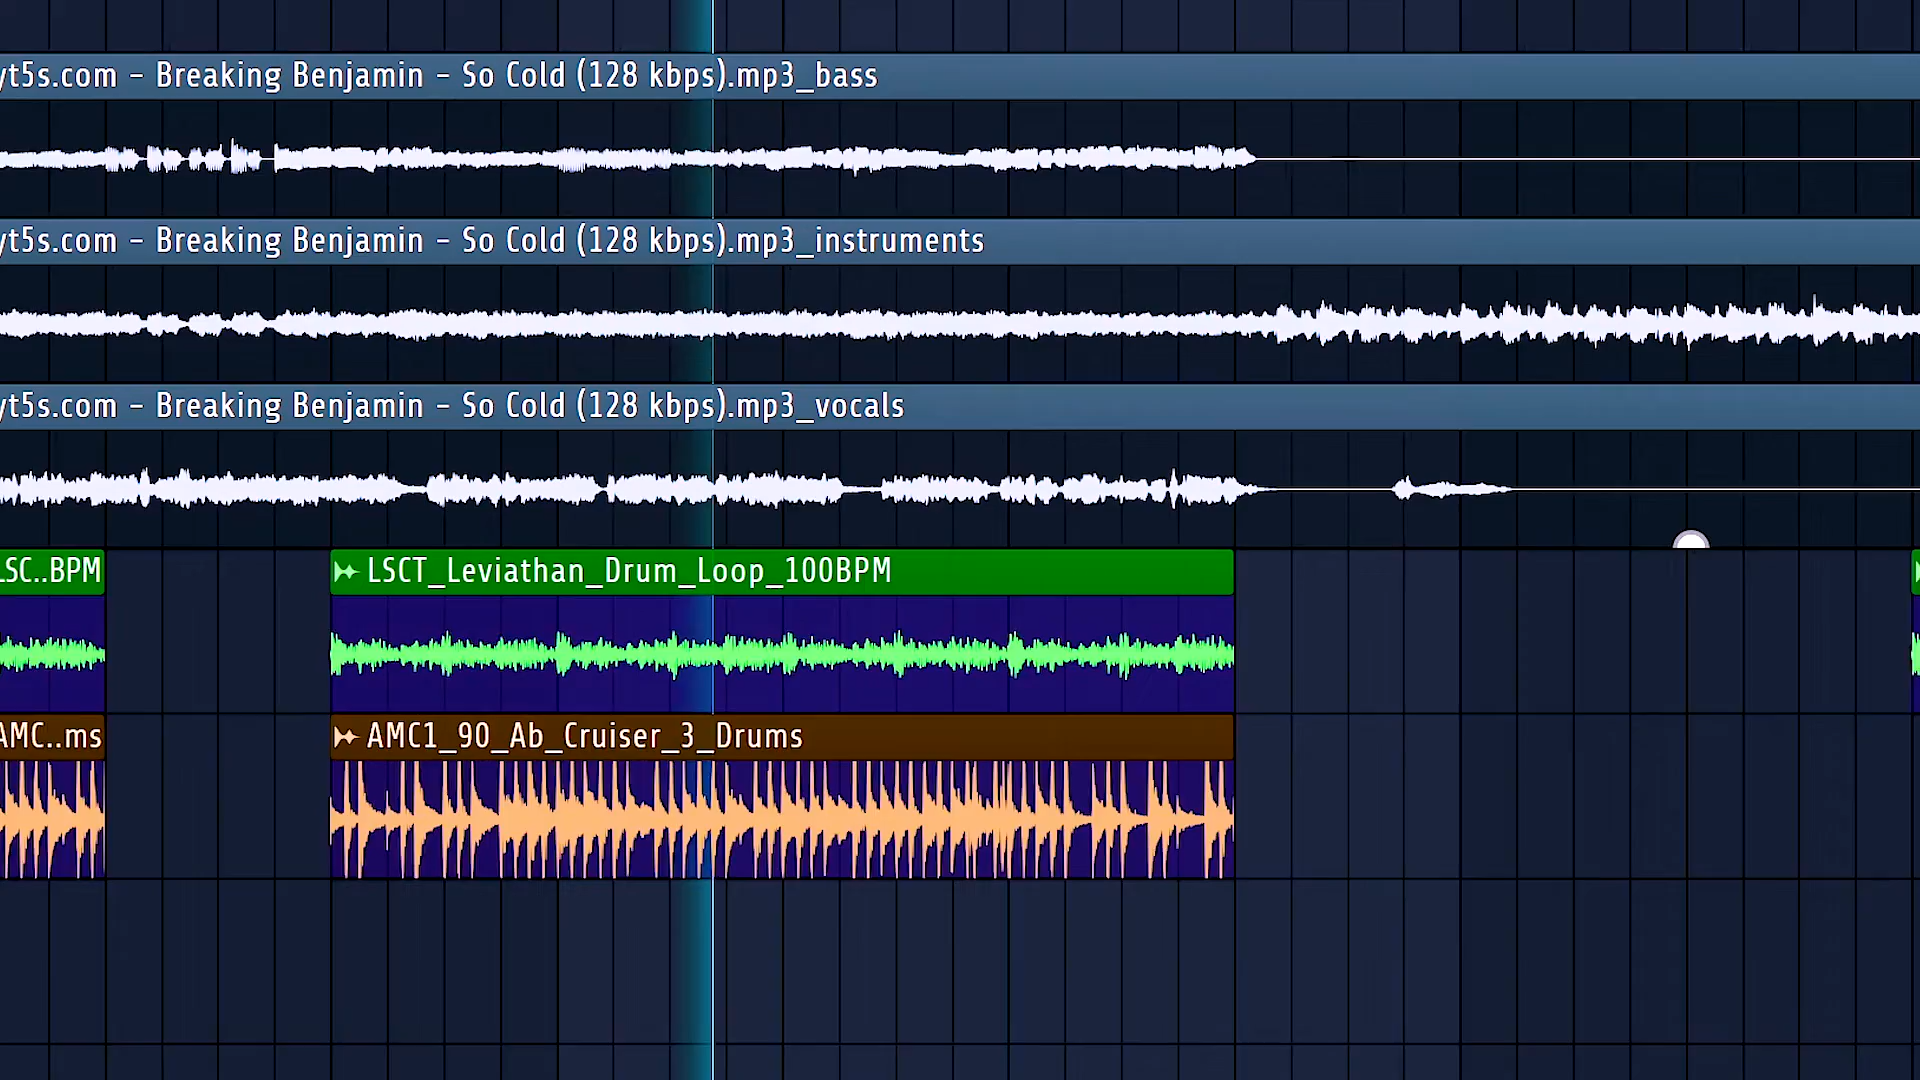 yt5s.com - Breaking Benjamin - So Cold (128 kbps).mp3_bass
yt5s.com - Breaking Benjamin - So Cold (128 kbps).mp3_instruments
yt5s.com - Breaking Benjamin - So Cold (128 kbps).mp3_vocals
LSC..BPM LSCT_Leviathan_Drum_Loop_100BPM
AMC..ms AMC1_90_Ab_Cruiser_3_Drums